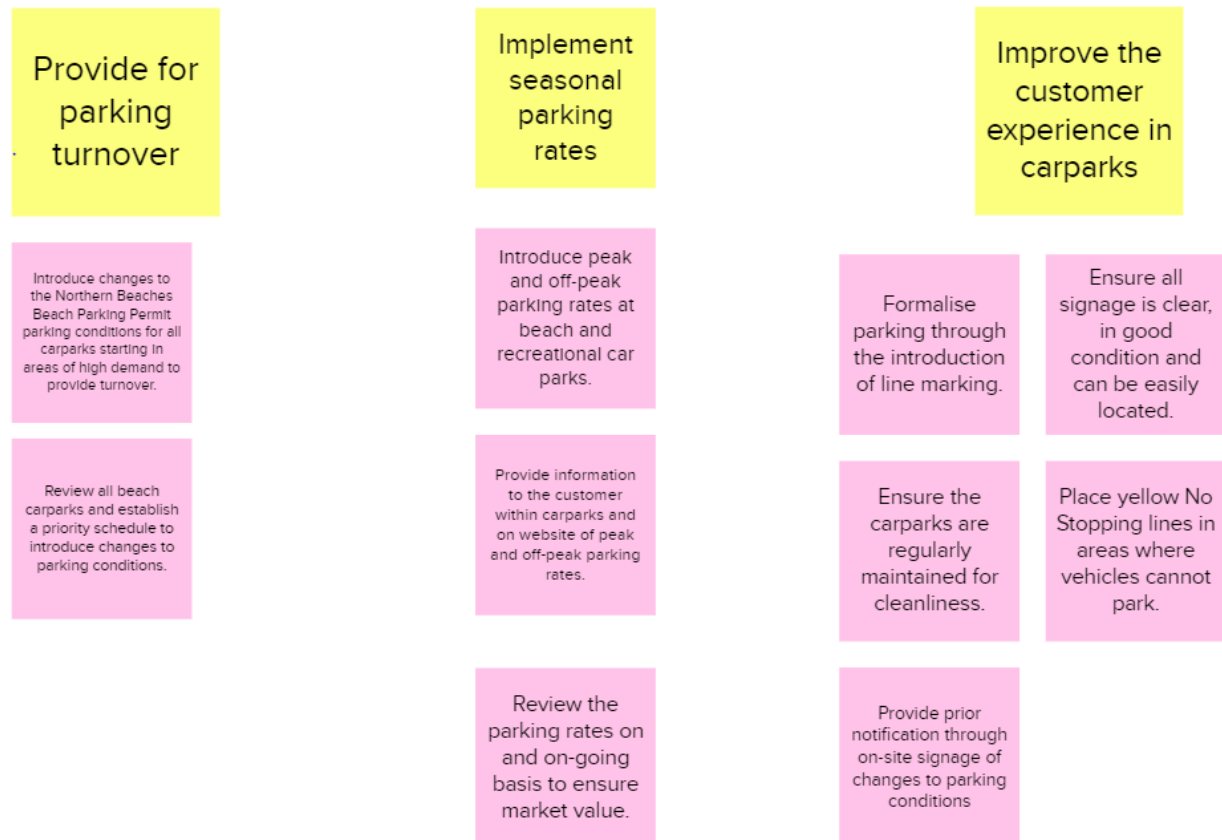 Provide for
parking
turnover
Introduce changes to
the Northern Beaches
Beach Parking Permit
parking conditions for all
carparks starting in
areas of high demand to
provide turnover.
Review all beach
carparks and establish
a priority schedule to
introduce changes to
parking conditions.
Implement
seasonal
parking
rates
Introduce peak
and off-peak
parking rates at
beach and
recreational car
parks.
Provide information
to the customer
within carparks and
on website of peak
and off-peak parking
rates.
Review the
parking rates on
and on-going
basis to ensure
market value.
Improve the
customer
experience in
carparks
Formalise
parking through
the introduction
of line marking.
Ensure all
signage is clear,
in good
condition and
can be easily
located.
Ensure the
carparks are
regularly
maintained for
cleanliness.
Place yellow No
Stopping lines in
areas where
vehicles cannot
park.
Provide prior
notification through
on-site signage of
changes to parking
conditions